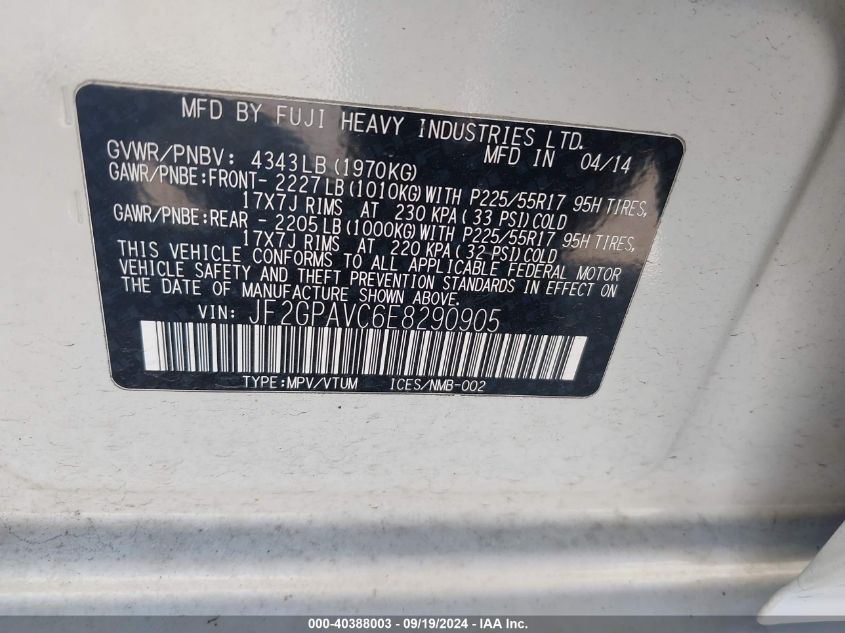 MFD BY FUJI HEAVY INDUSTRIES LTD.
MFD IN 04/14
GVWR/PNBV: 4343LB(1970KG)
GAWR/PNBE:FRONT- 2227LB(1010KG)WITH P225/55R17 95H TIRES,
17X7J RIMS AT 230 KPA(33 PSI)COLD
GAWR/PNBE:REAR - 2205LB(1000KG)WITH P225/55R17 95H TIRES,
17X7J RIMS AT 220 KPA(32 PSI)COLD
THIS VEHICLE CONFORMS TO ALL APPLICABLE FEDERAL MOTOR
VEHICLE SAFETY AND THEFT PREVENTION STANDARDS IN EFFECT ON
THE DATE OF MANUFACTURE SHOWN ABOVE.
VIN: JF2GPAVC6E8290905
TYPE:MPV/VTUM ICES/NMB-002
000-40388003 - 09/19/2024 - IAA Inc.